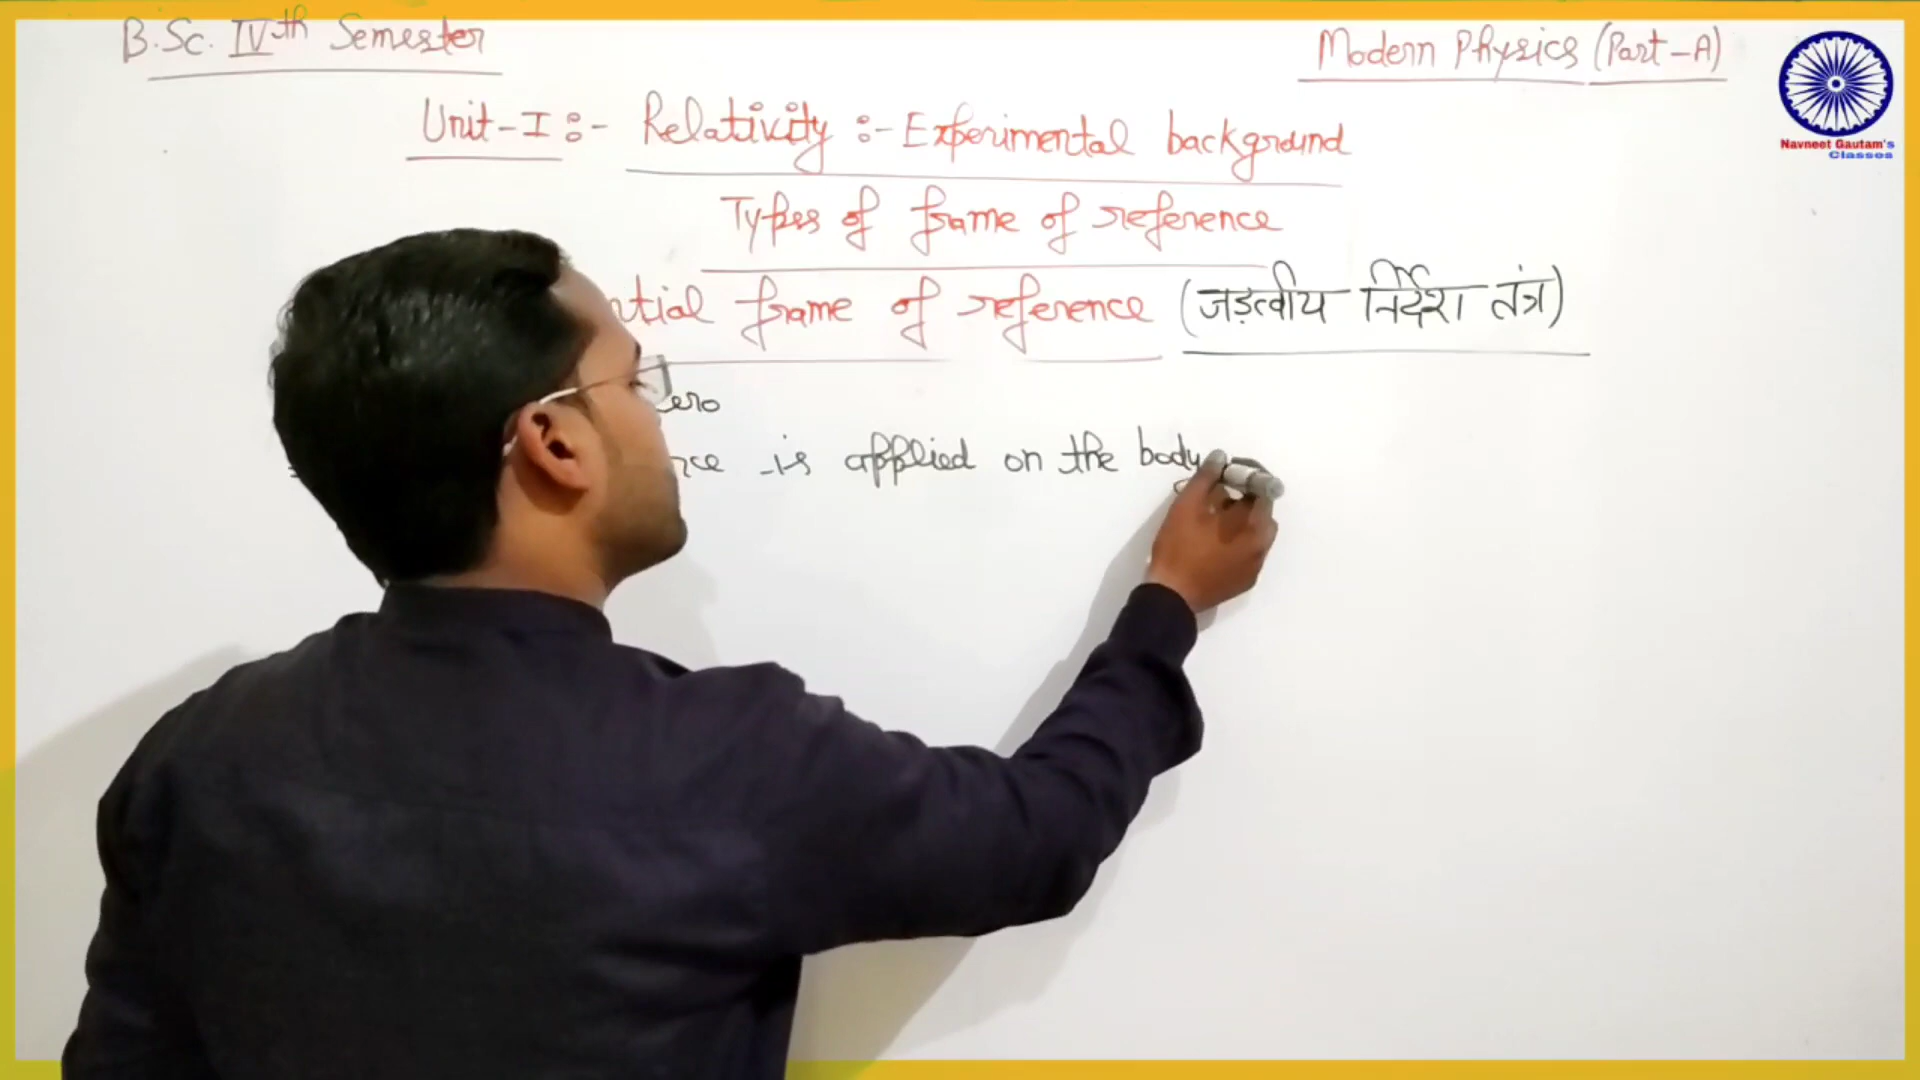 B.Sc. IVth Semester
Modern Physics (Part-A)
Navneet Gautam's
Classes
Unit-I :- Relativity :- Experimental background
Types of frame of reference
frame of reference (जड़त्वीय निर्देश तंत्र)
is applied on the body